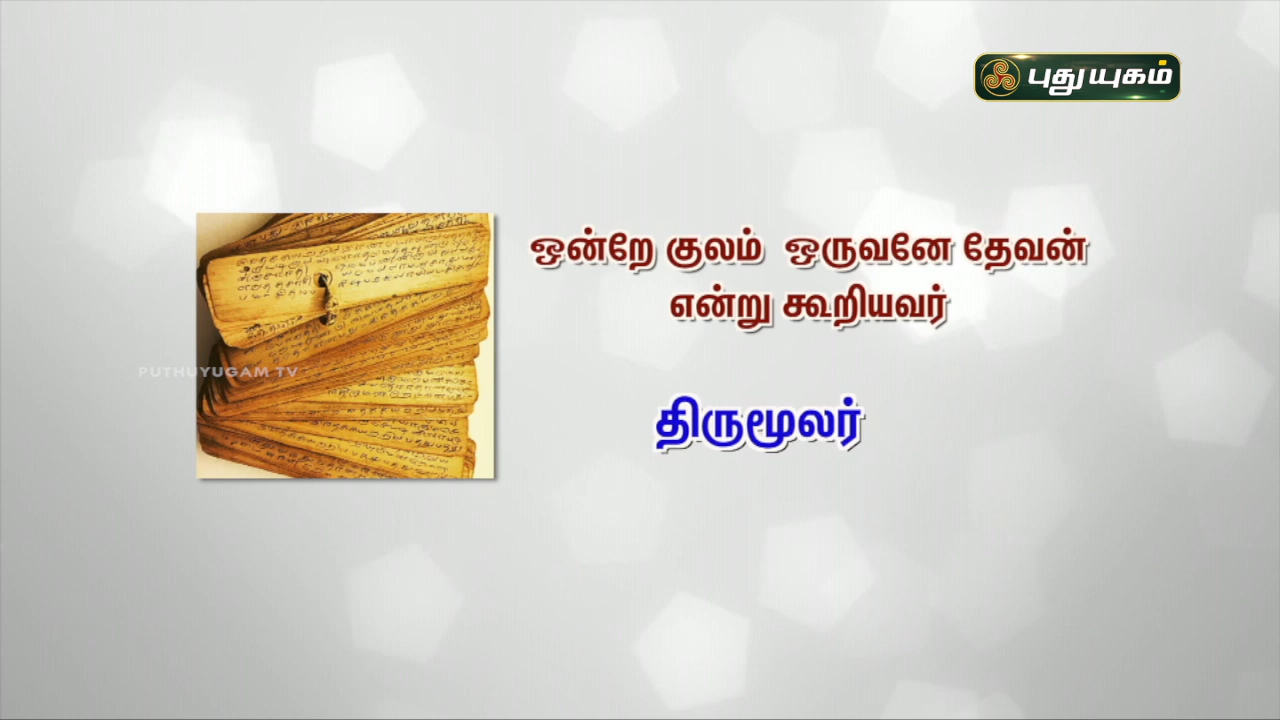 புதுயுகம்
ஒன்றே குலம் ஒருவனே தேவன்
என்று கூறியவர்
PUTHUYUGAM TV
திருமூலர்